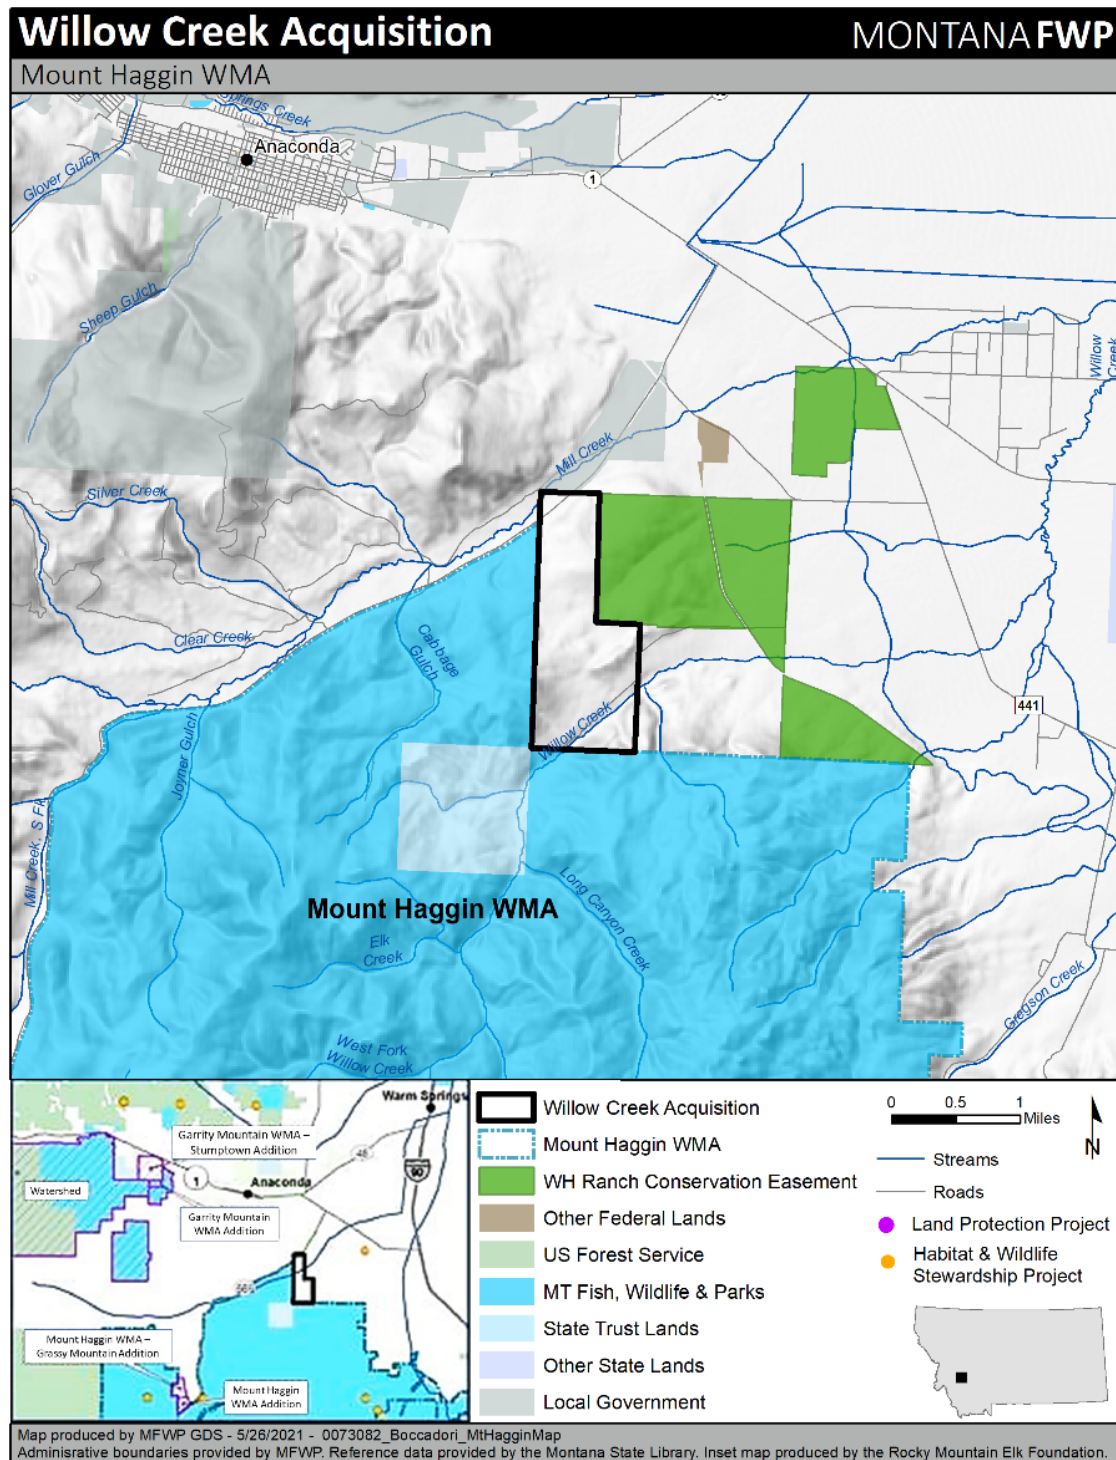 Willow Creek Acquisition
MONTANA FWP
Mount Haggin WMA
Springs Creek
Anaconda
Glover Gulch
1
Sheep Gulch
Willow
Creek
Mill Creek
Silver Creek
Clear Creek
Cabbage
Gulch
Willow Creek
441
Joyner Gulch
Mill Creek, S Fk
Mount Haggin WMA
Long Canyon Creek
Elk
Creek
Gregson Creek
West Fork
Willow Creek
Warm Springs
Garrity Mountain WMA –
Stumptown Addition
48
90
1
Anaconda
Watershed
Garrity Mountain
WMA Addition
Mount Haggin WMA –
Grassy Mountain Addition
Mount Haggin
WMA Addition
Willow Creek Acquisition
Mount Haggin WMA
WH Ranch Conservation Easement
Other Federal Lands
US Forest Service
MT Fish, Wildlife & Parks
State Trust Lands
Other State Lands
Local Government
0 0.5 1
Miles
N
Streams
Roads
Land Protection Project
Habitat & Wildlife
Stewardship Project
Map produced by MFWP GDS - 5/26/2021 - 0073082_Boccadori_MtHagginMap
Adminisrative boundaries provided by MFWP. Reference data provided by the Montana State Library. Inset map produced by the Rocky Mountain Elk Foundation.